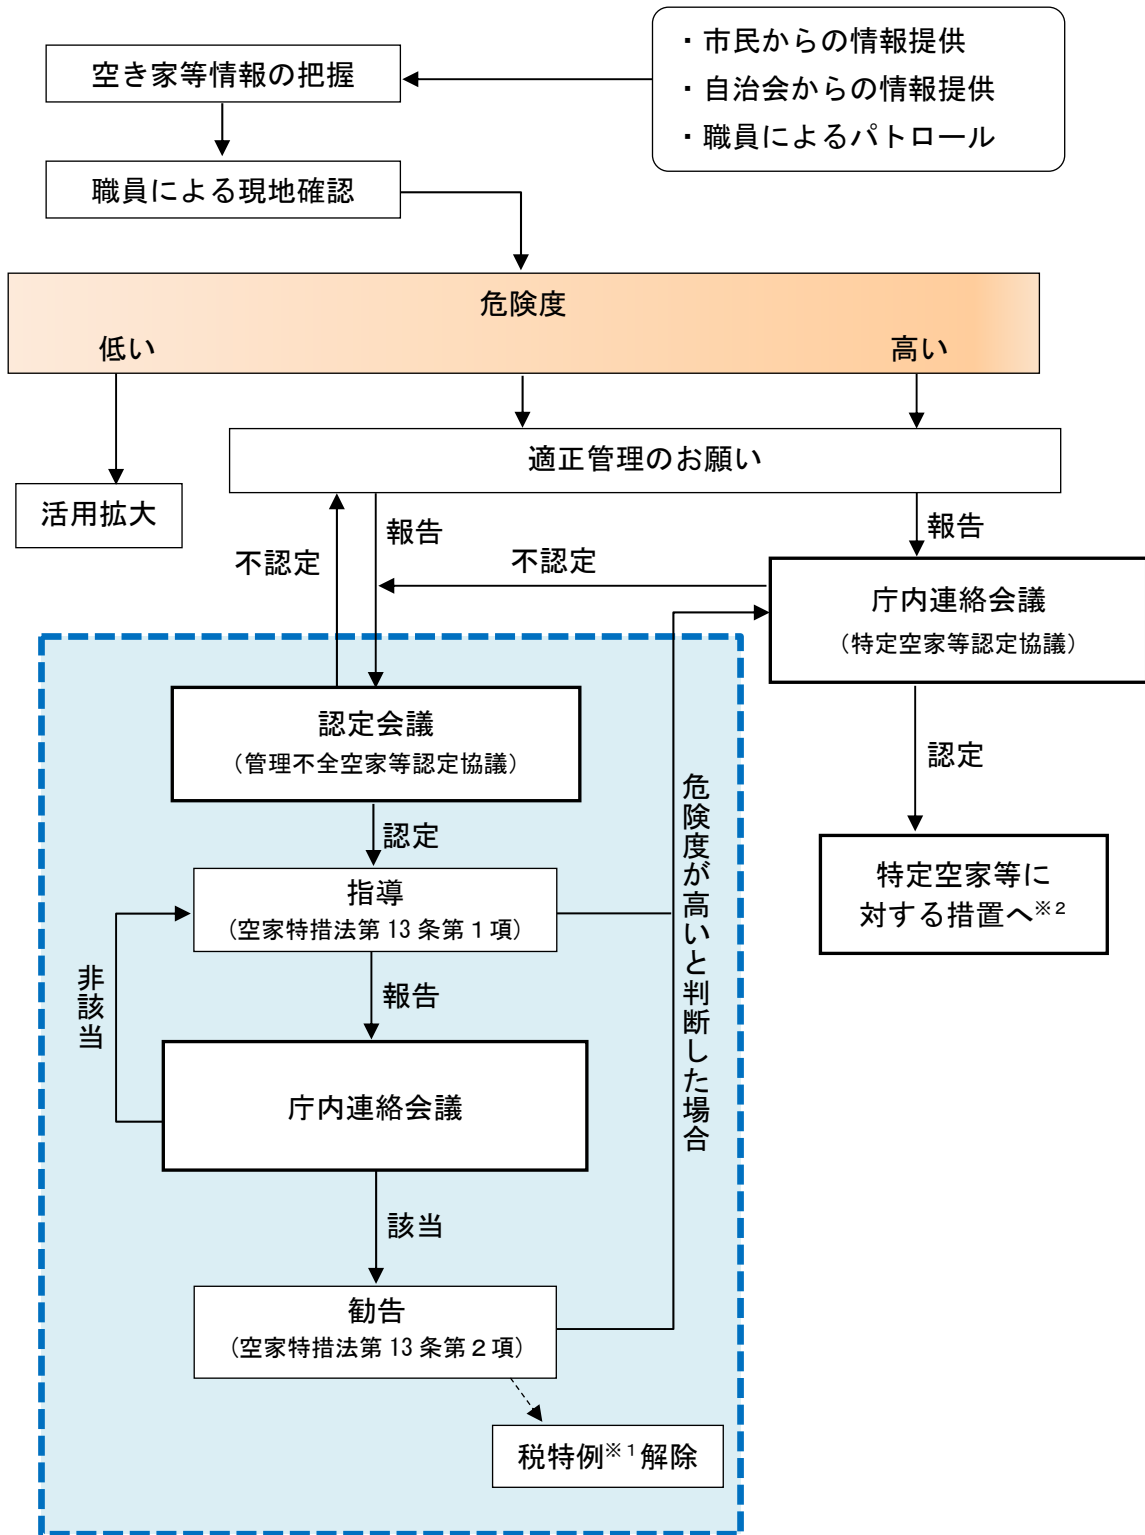 ・市民からの情報提供
・自治会からの情報提供
・職員によるパトロール
空き家等情報の把握
職員による現地確認
危険度
低い
高い
適正管理のお願い
活用拡大
報告
不認定
報告
不認定
庁内連絡会議
（特定空家等認定協議）
認定会議
（管理不全空家等認定協議）
認定
認定
危険度が高いと判断した場合
特定空家等に
対する措置へ※2
指導
（空家特措法第 13 条第 1 項）
非該当
報告
庁内連絡会議
該当
勧告
（空家特措法第 13 条第 2 項）
税特例※1解除